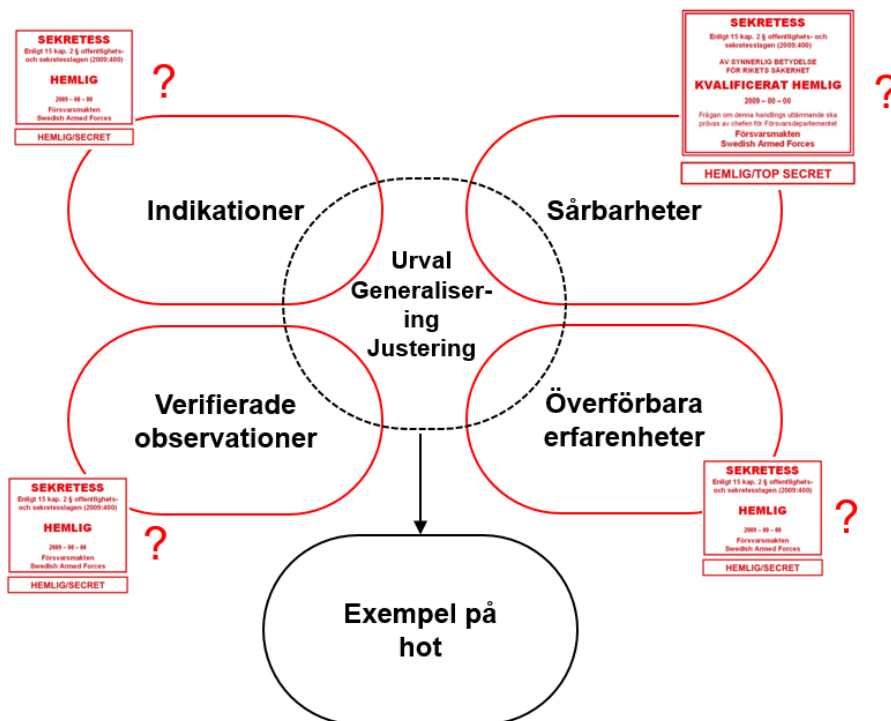 SEKRETESS
Enligt 15 kap. 2 § offentlighets-
och sekretesslagen (2009:400)
HEMLIG
2009 – 00 – 00
Försvarsmakten
Swedish Armed Forces
HEMLIG/SECRET
?
SEKRETESS
Enligt 15 kap. 2 § offentlighets- och
sekretesslagen (2009:400)
AV SYNNERLIG BETYDELSE
FÖR RIKETS SÄKERHET
KVALIFICERAT HEMLIG
2009 – 00 – 00
Frågan om denna handlings utlämnande ska
prövas av chefen för Försvarsdepartementet
Försvarsmakten
Swedish Armed Forces
HEMLIG/TOP SECRET
?
Indikationer
Sårbarheter
Urval
Generaliser-
ing
Justering
Verifierade
observationer
Överförbara
erfarenheter
SEKRETESS
Enligt 15 kap. 2 § offentlighets-
och sekretesslagen (2009:400)
HEMLIG
2009 – 00 – 00
Försvarsmakten
Swedish Armed Forces
HEMLIG/SECRET
?
SEKRETESS
Enligt 15 kap. 2 § offentlighets-
och sekretesslagen (2009:400)
HEMLIG
2009 – 00 – 00
Försvarsmakten
Swedish Armed Forces
HEMLIG/SECRET
?
Exempel på
hot